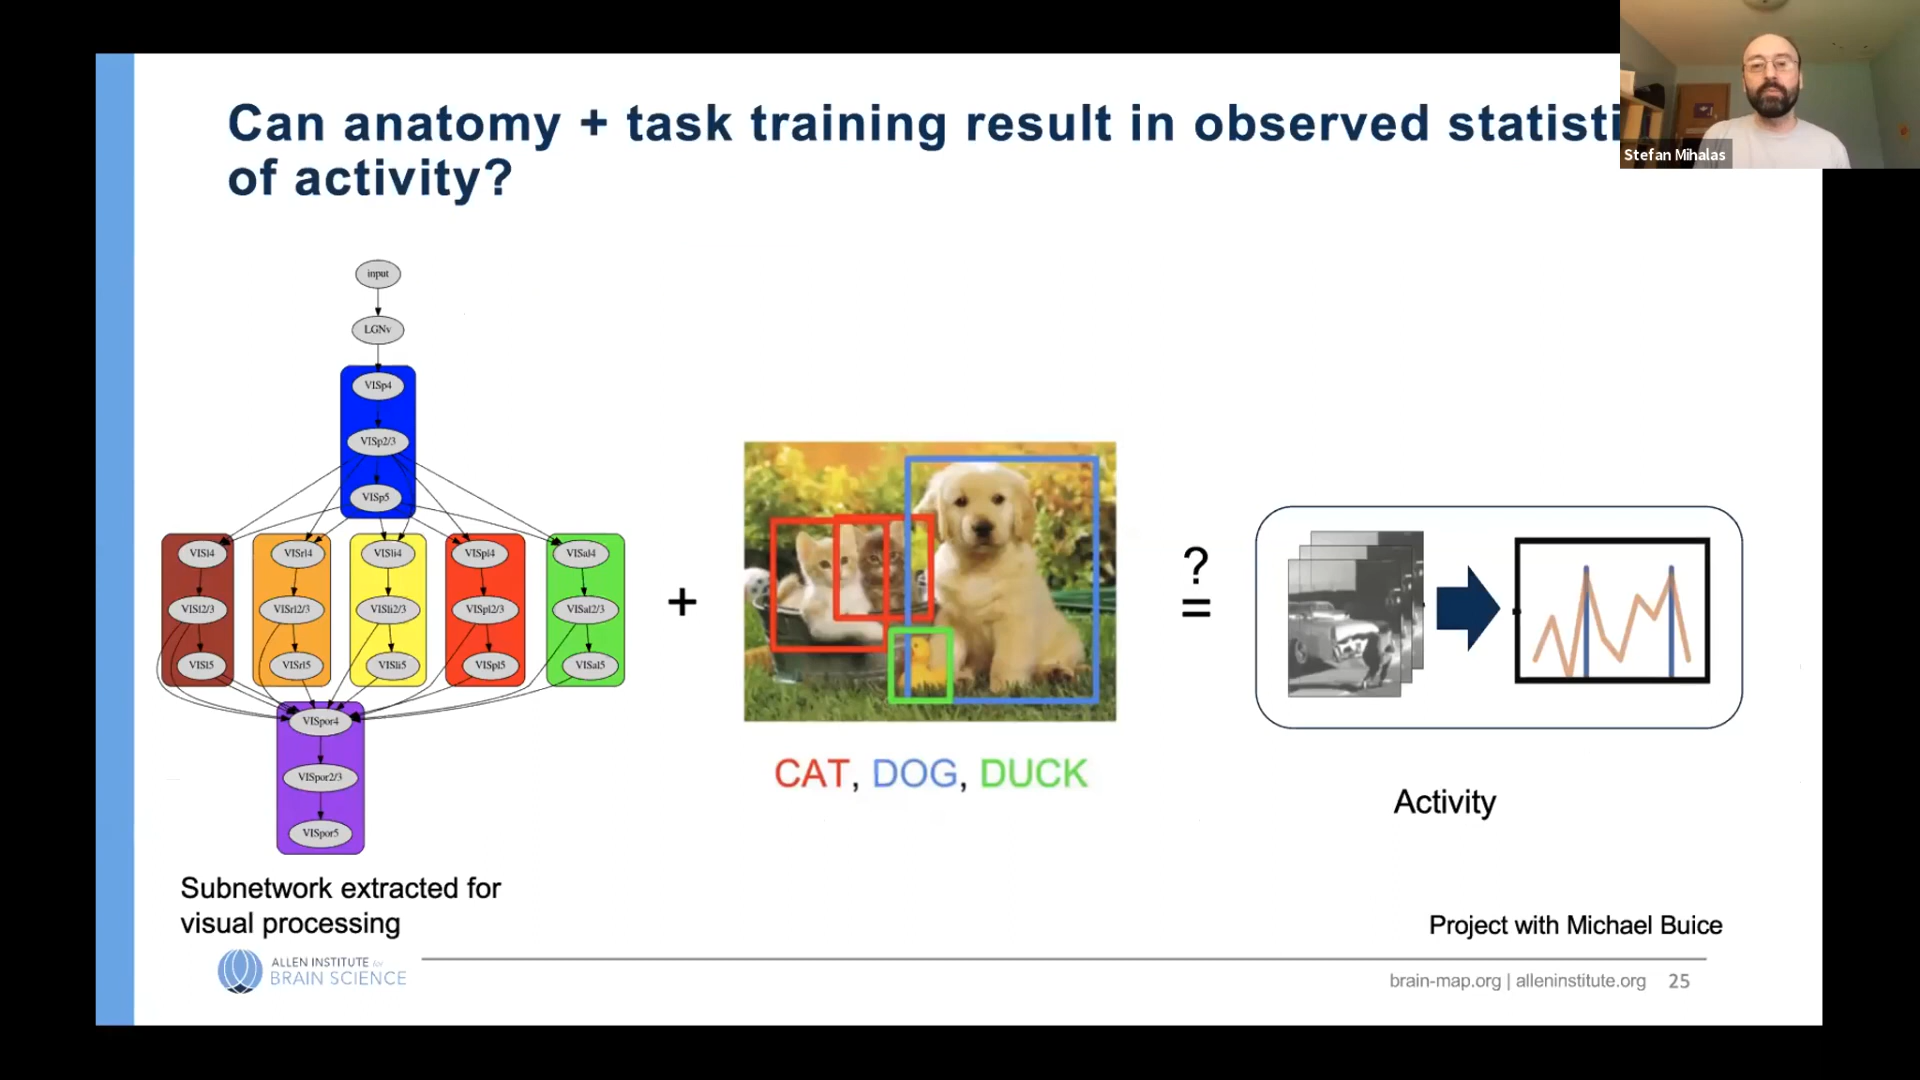 Can anatomy + task training result in observed statisti
of activity?
Stefan Mihalas
input
LGNv
VISp4
VISp2/3
VISp5
VISl4 VISrl4 VISli4 VISpl4 VISal4
VISl2/3 VISrl2/3 VISli2/3 VISpl2/3 VISal2/3
VISl5 VISrl5 VISli5 VISpl5 VISal5
VISpor4
VISpor2/3
VISpor5
+
?
=
CAT, DOG, DUCK
Activity
Subnetwork extracted for
visual processing
Project with Michael Buice
ALLEN INSTITUTE for
BRAIN SCIENCE
brain-map.org | alleninstitute.org 25